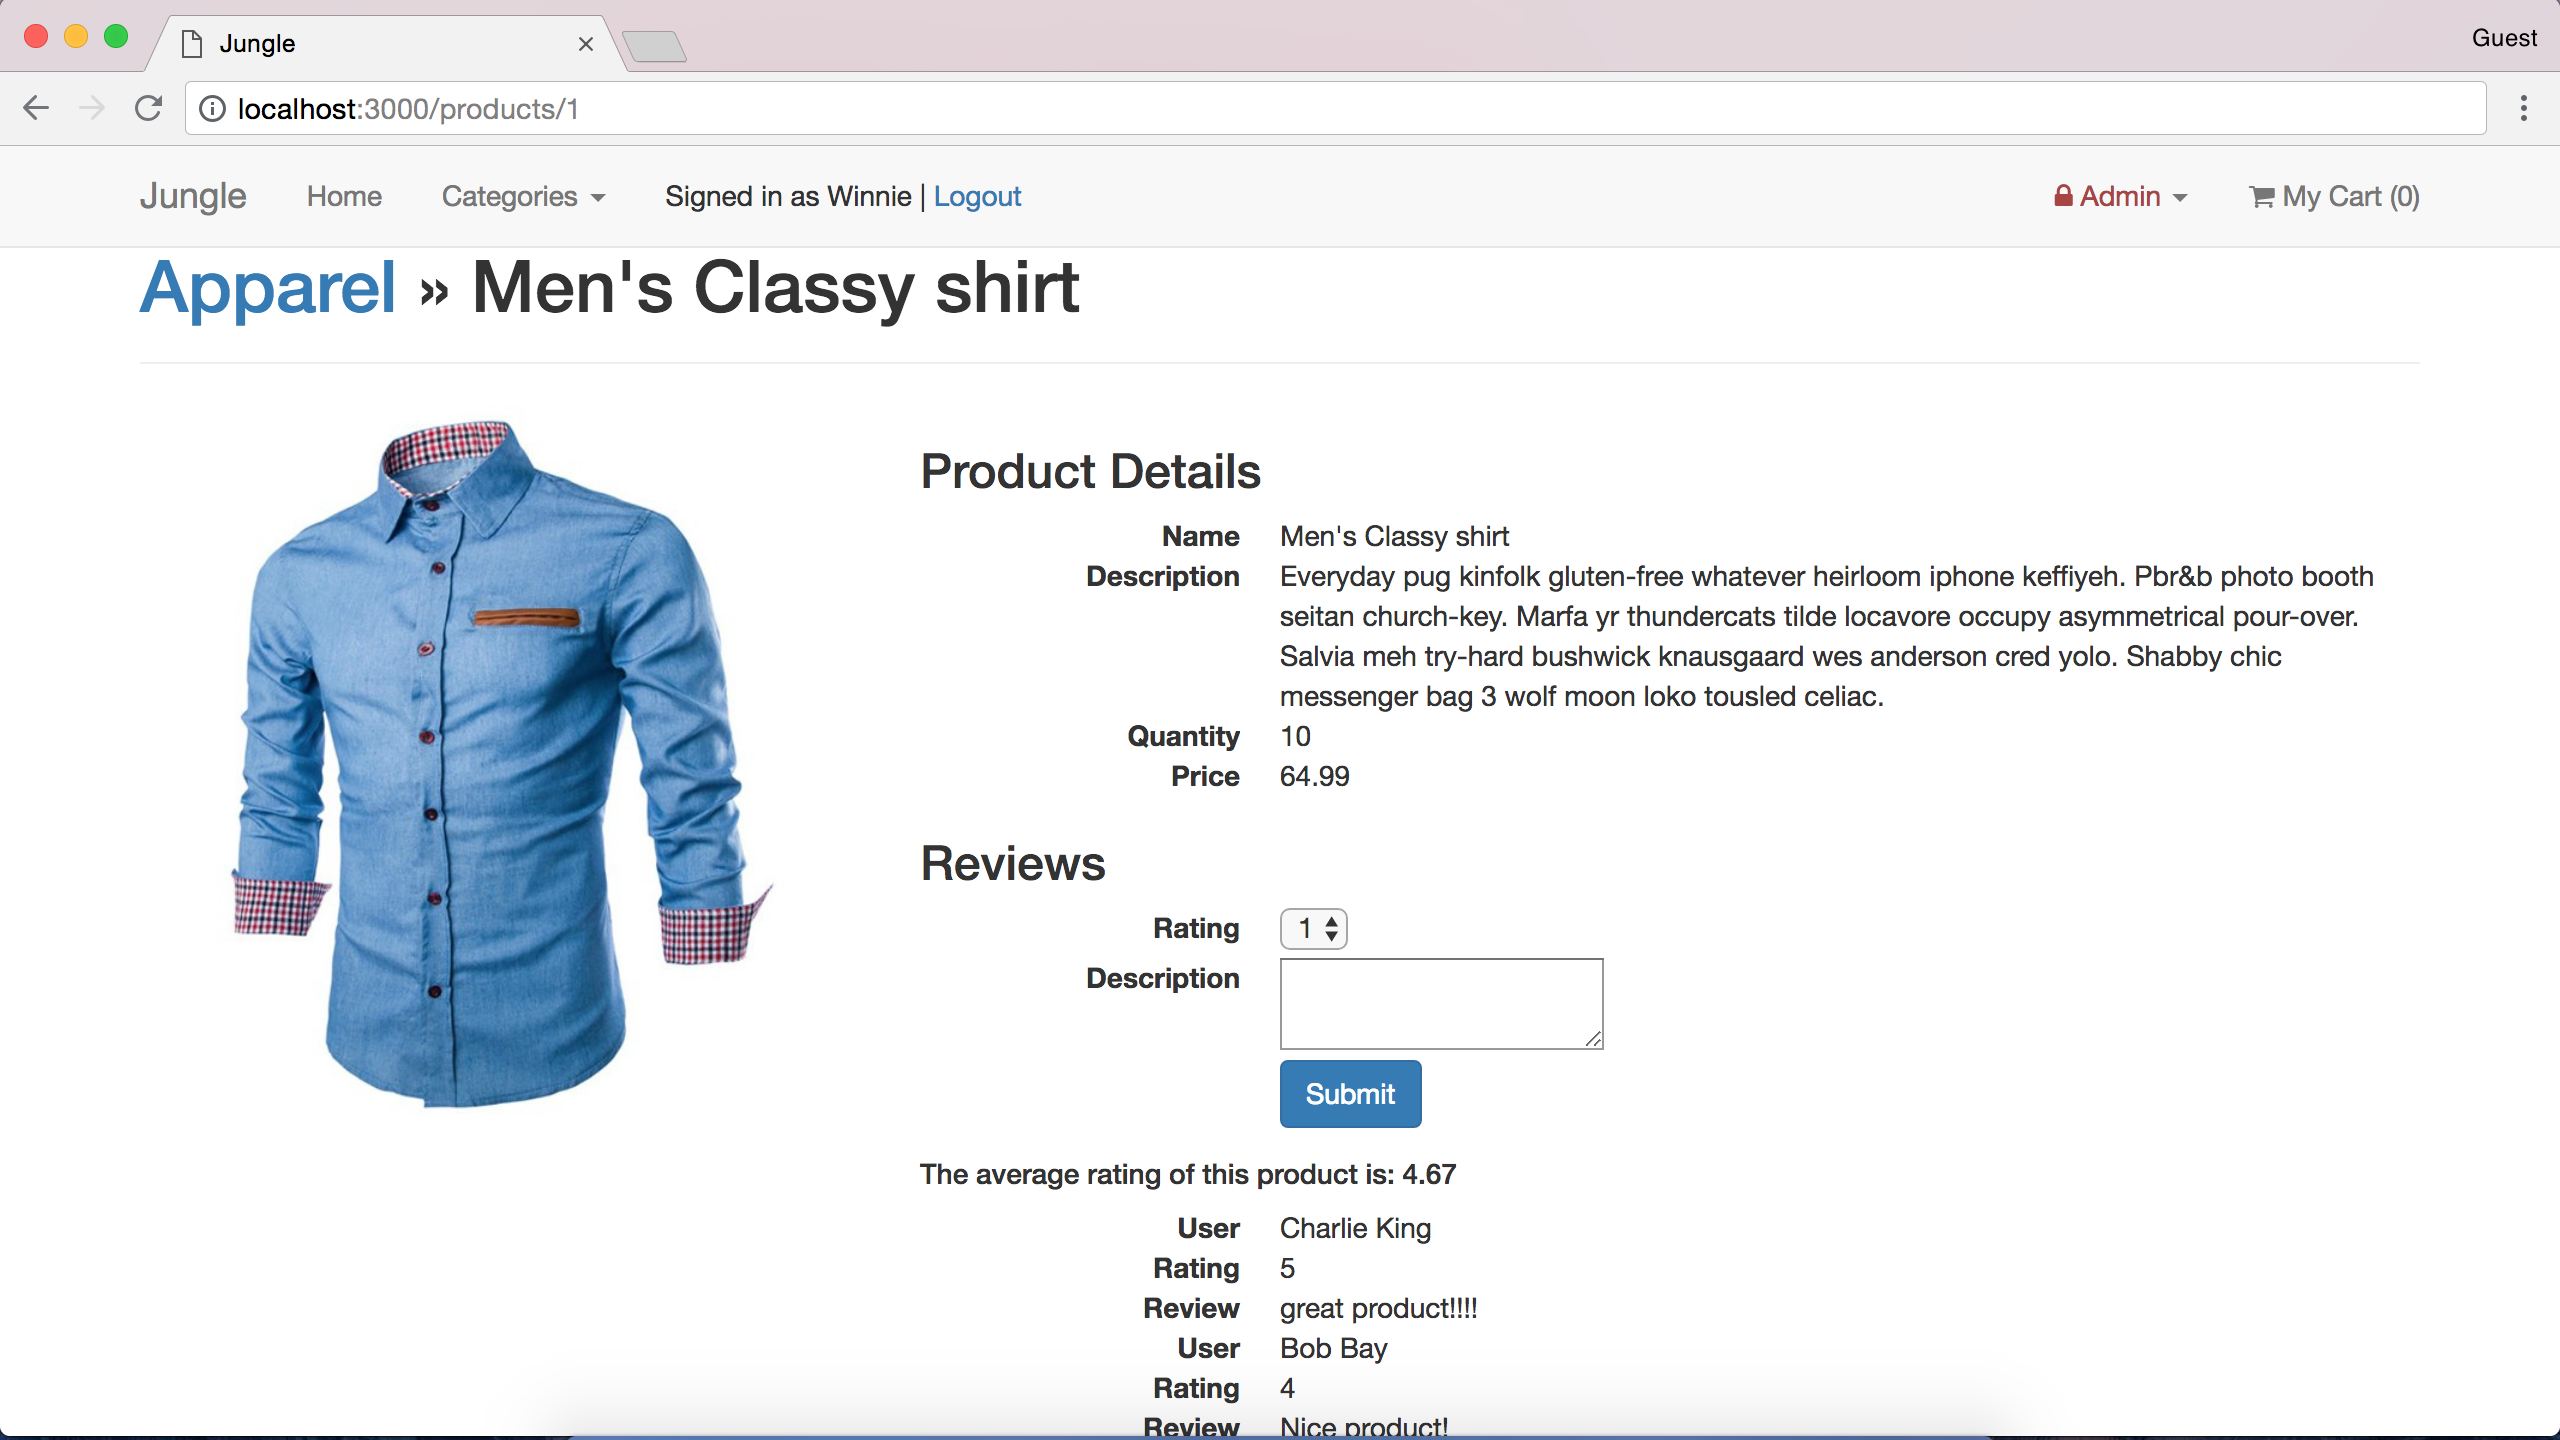 Jungle
Guest
localhost:3000/products/1
Jungle Home Categories Signed in as Winnie | Logout Admin My Cart (0)
Apparel » Men's Classy shirt
Product Details
Name Men's Classy shirt
Description Everyday pug kinfolk gluten-free whatever heirloom iphone keffiyeh. Pbr&b photo booth
seitan church-key. Marfa yr thundercats tilde locavore occupy asymmetrical pour-over.
Salvia meh try-hard bushwick knausgaard wes anderson cred yolo. Shabby chic
messenger bag 3 wolf moon loko tousled celiac.
Quantity 10
Price 64.99
Reviews
Rating 1
Description
Submit
The average rating of this product is: 4.67
User Charlie King
Rating 5
Review great product!!!!
User Bob Bay
Rating 4
Review Nice product!